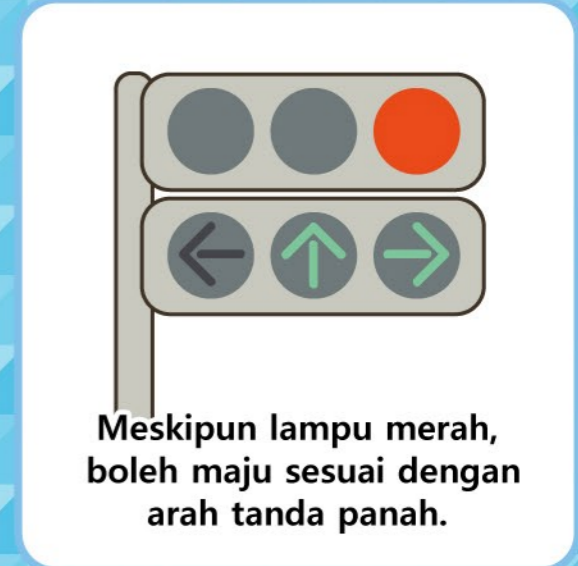 Meskipun lampu merah,
boleh maju sesuai dengan
arah tanda panah.